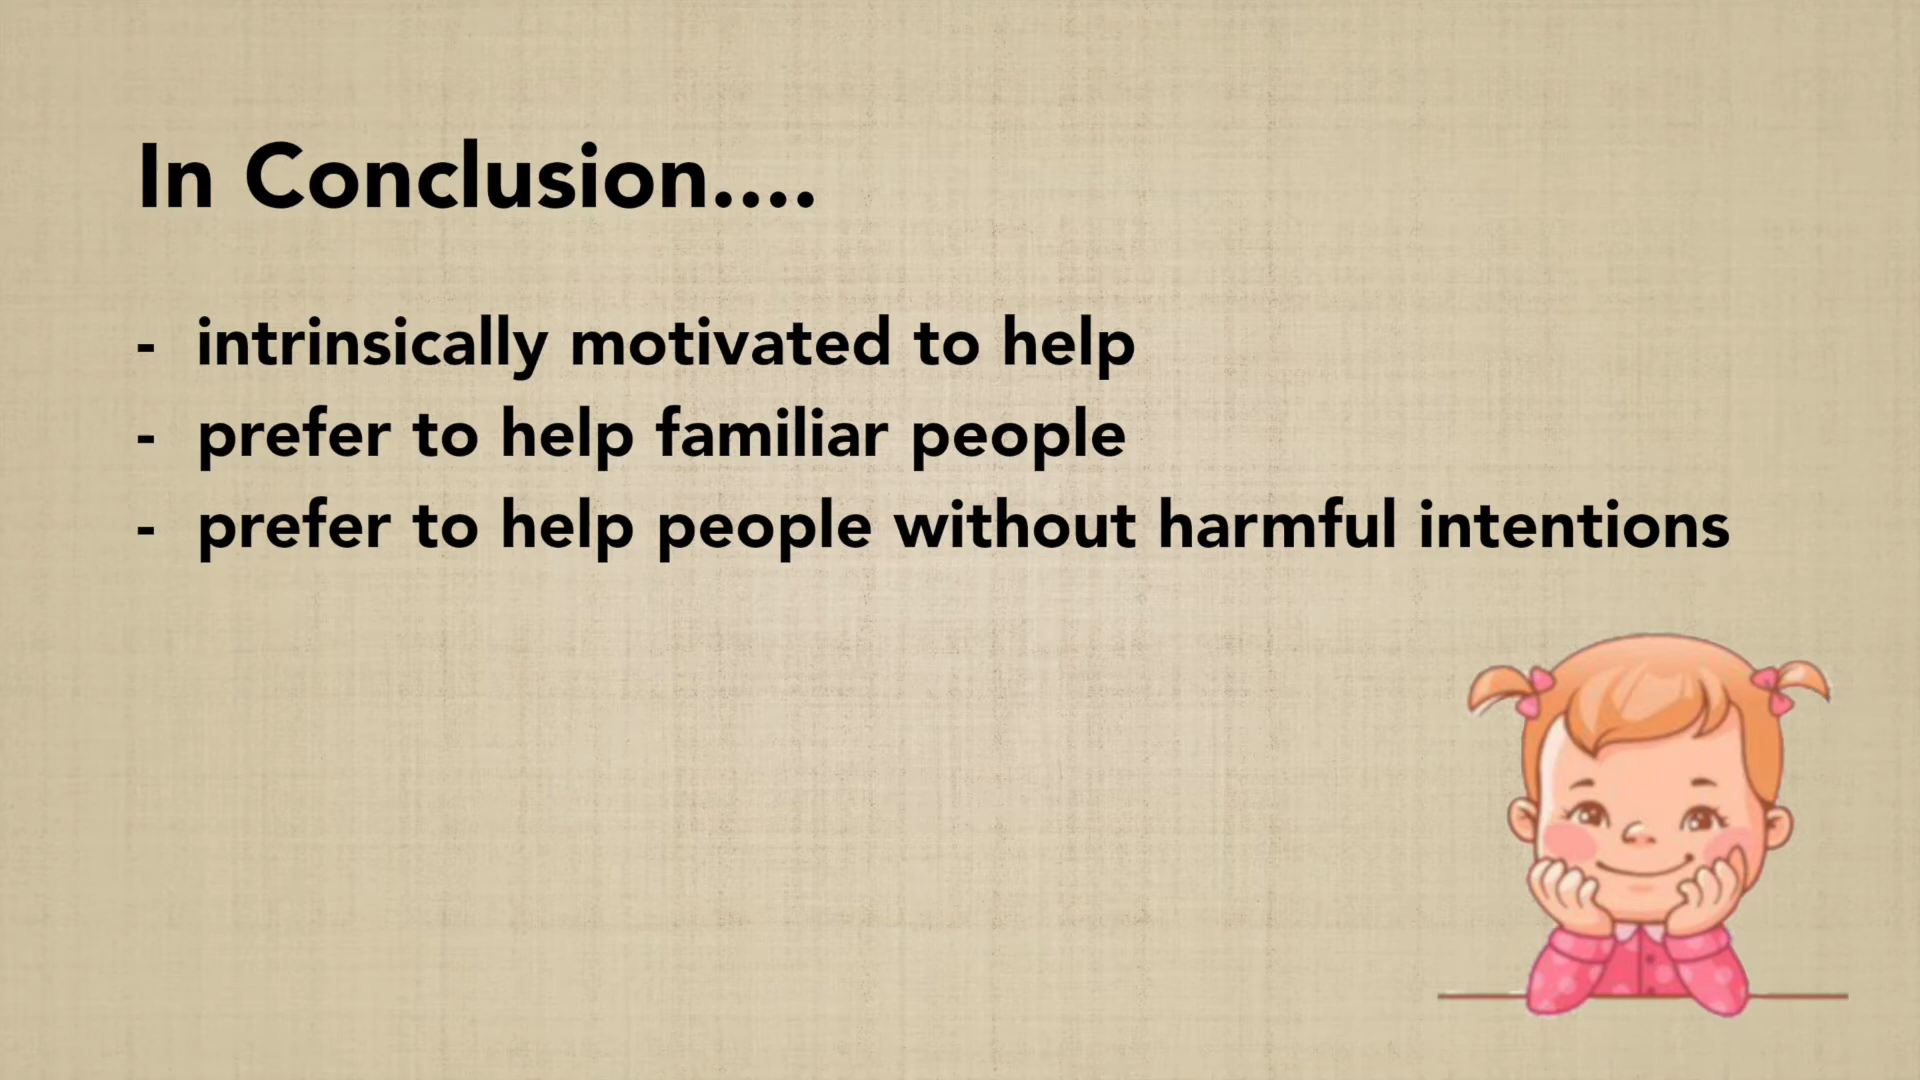 In Conclusion....
- intrinsically motivated to help
- prefer to help familiar people
- prefer to help people without harmful intentions